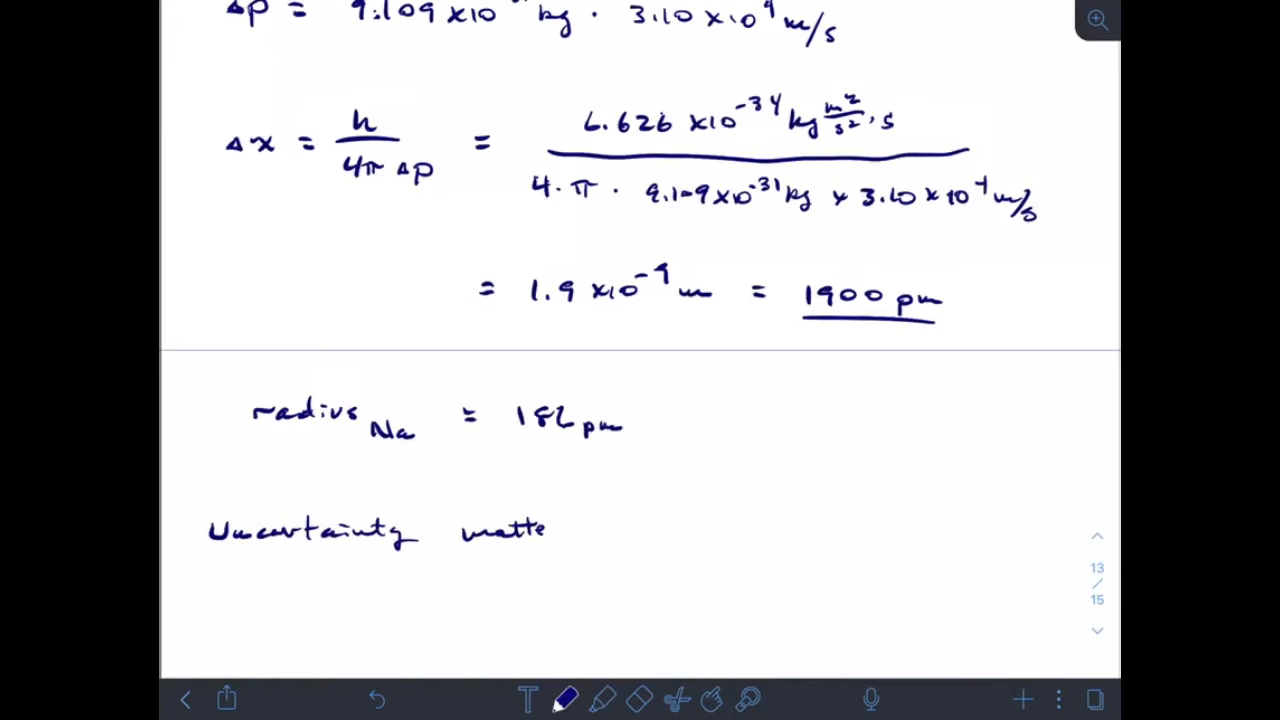 Δp = 9.109 x10 kg · 3.10 x10⁴ m/s
Δx = h / 4π Δp = 6.626 x10⁻³⁴ kg m²/s² · s / 4 · π · 9.109 x10⁻³¹ kg x 3.10 x 10⁴ m/s
= 1.9 x10⁻⁹ m = 1900 pm
radius Na = 186 pm
Uncertainty matte
13
/
15
T